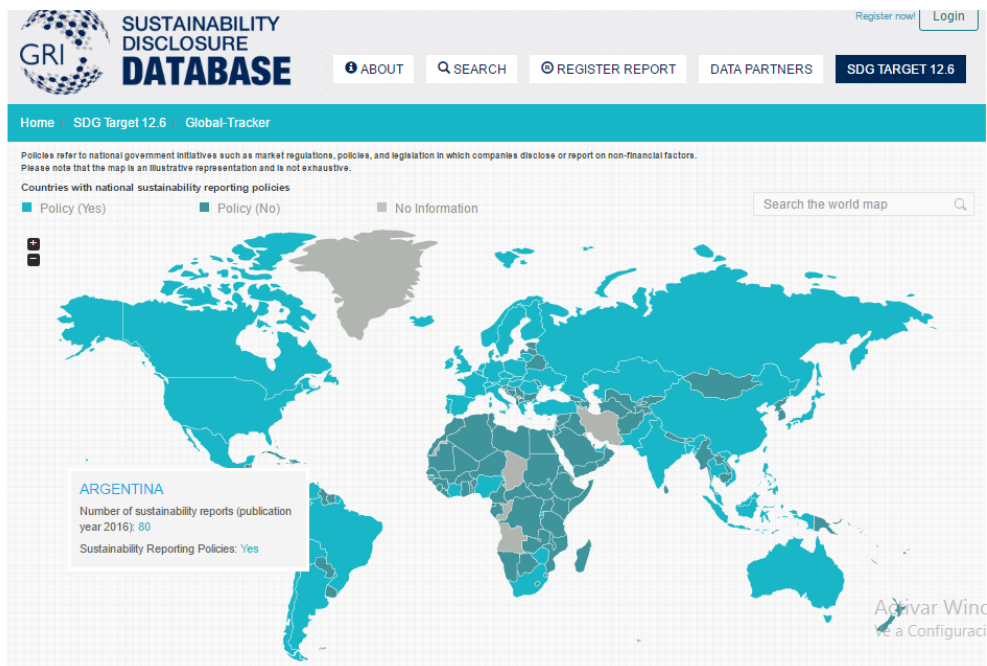 Register now!
Login
GRI
SUSTAINABILITY
DISCLOSURE
DATABASE
ABOUT
SEARCH
REGISTER REPORT
DATA PARTNERS
SDG TARGET 12.6
Home / SDG Target 12.6 / Global-Tracker
Policies refer to national government initiatives such as market regulations, policies, and legislation in which companies disclose or report on non-financial factors.
Please note that the map is an illustrative representation and is not exhaustive.
Countries with national sustainability reporting policies
Policy (Yes)
Policy (No)
No Information
Search the world map
+
−
ARGENTINA
Number of sustainability reports (publication
year 2016): 80
Sustainability Reporting Policies: Yes
Activar Wind
Ve a Configuraci